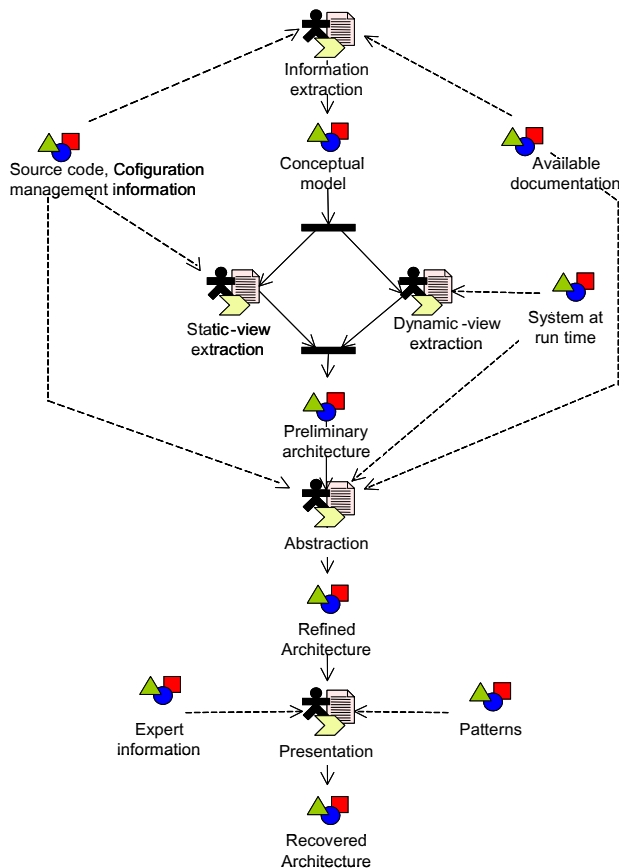 Information
extraction
Source code, Cofiguration
management information
Conceptual
model
Available
documentation
Static-view
extraction
Dynamic -view
extraction
System at
run time
Preliminary
architecture
Abstraction
Refined
Architecture
Expert
information
Presentation
Patterns
Recovered
Architecture